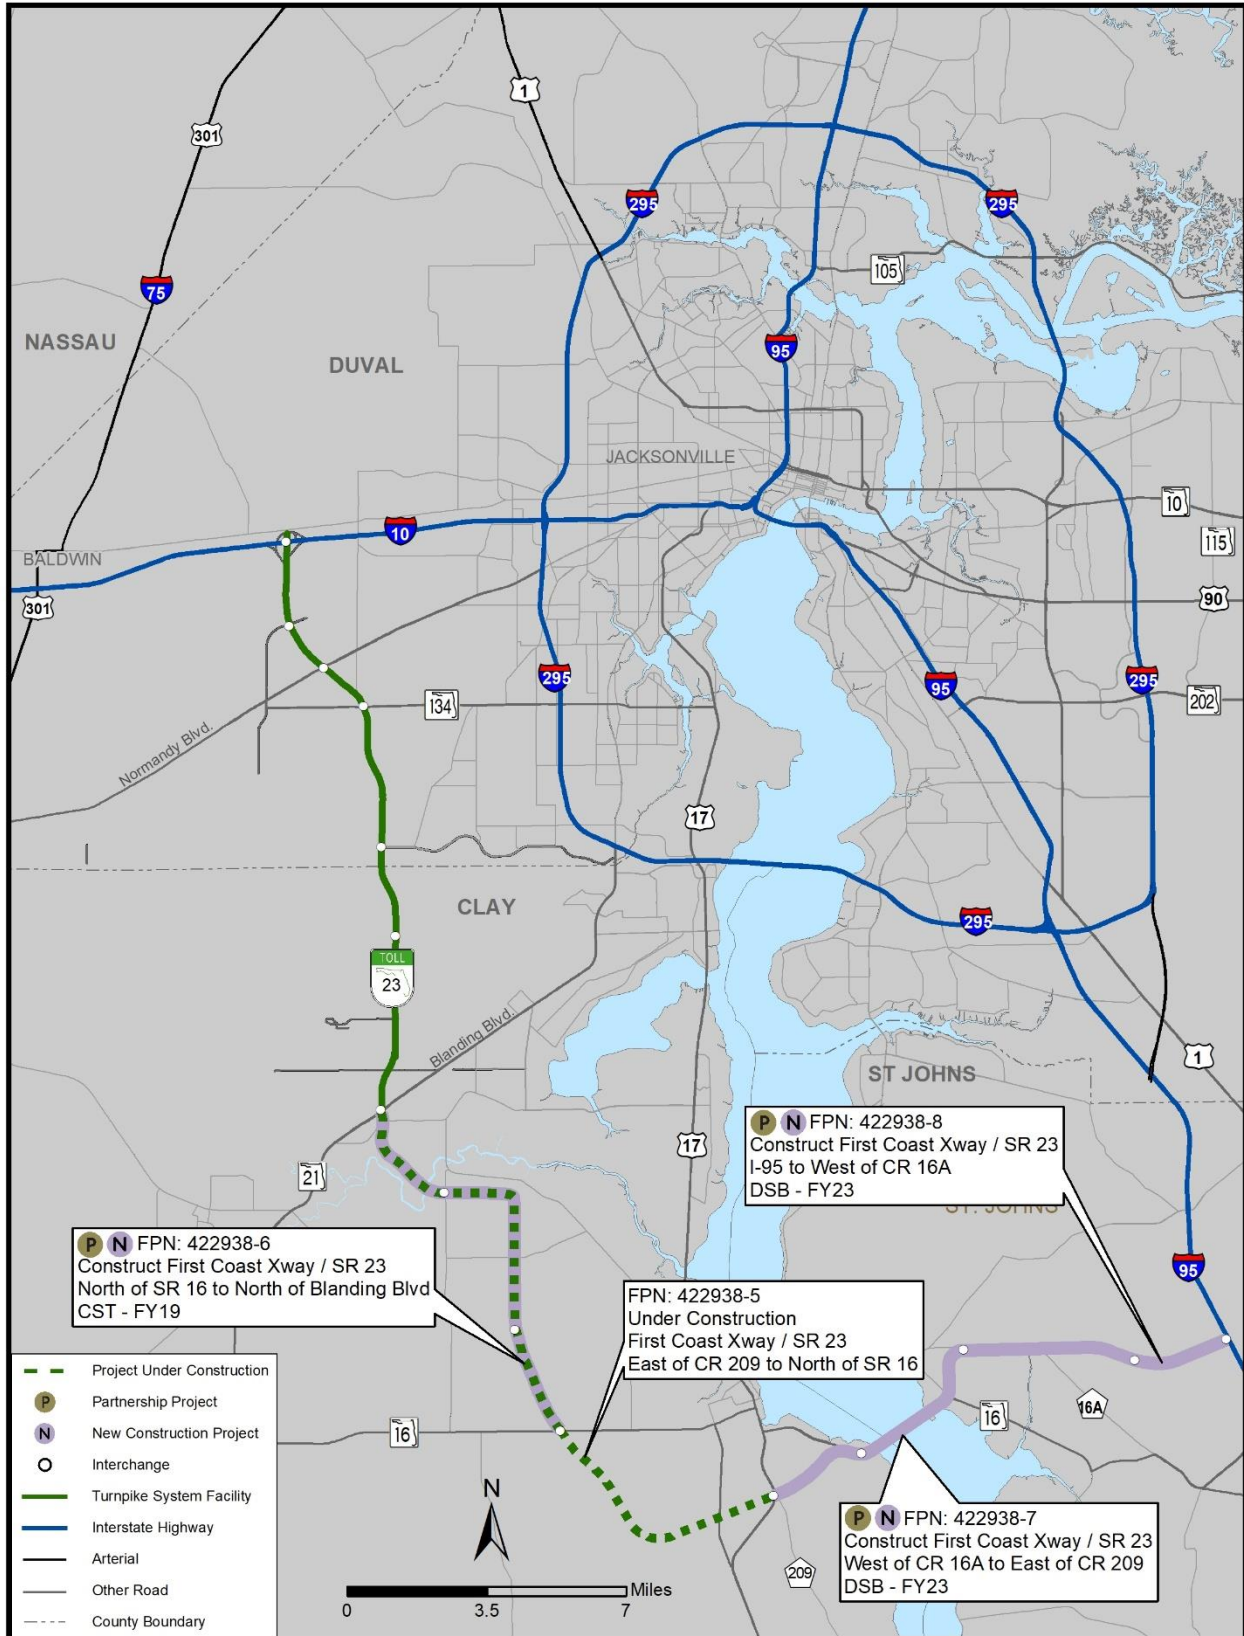 1
301
295
295
105
75
95
NASSAU
DUVAL
JACKSONVILLE
10
10
115
BALDWIN
90
301
295
95
295
202
134
Normandy Blvd.
17
CLAY
295
TOLL
23
Blanding Blvd.
1
ST JOHNS
P N FPN: 422938-8
Construct First Coast Xway / SR 23
I-95 to West of CR 16A
DSB - FY23
17
21
ST. JOHNS
P N FPN: 422938-6
Construct First Coast Xway / SR 23
North of SR 16 to North of Blanding Blvd
CST - FY19
95
FPN: 422938-5
Under Construction
First Coast Xway / SR 23
East of CR 209 to North of SR 16
16A
16
16
Project Under Construction
P Partnership Project
N New Construction Project
Interchange
Turnpike System Facility
Interstate Highway
Arterial
Other Road
County Boundary
N
Miles
0 3.5 7
P N FPN: 422938-7
Construct First Coast Xway / SR 23
West of CR 16A to East of CR 209
DSB - FY23
209